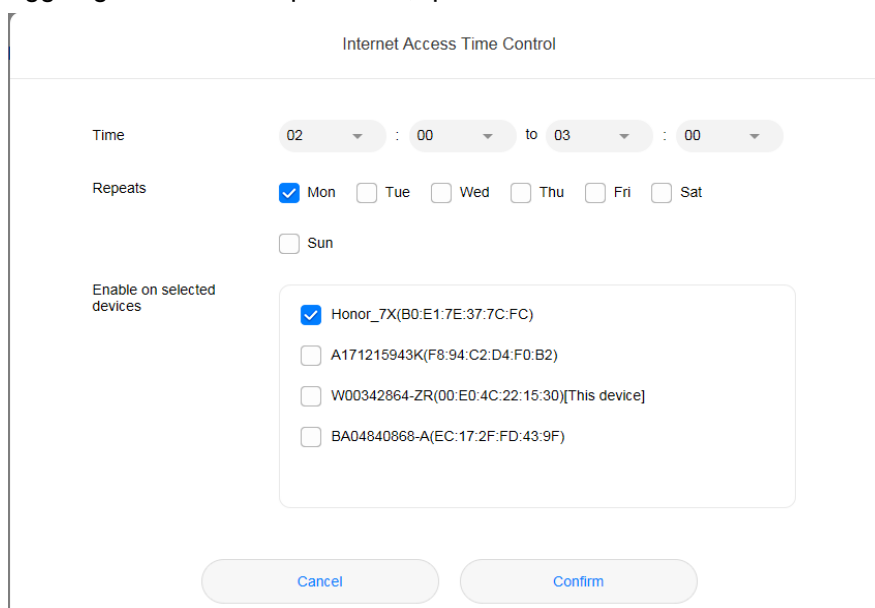 Internet Access Time Control
Time 02 : 00 to 03 : 00
Repeats Mon Tue Wed Thu Fri Sat
Sun
Enable on selected
devices
Honor_7X(B0:E1:7E:37:7C:FC)
A171215943K(F8:94:C2:D4:F0:B2)
W00342864-ZR(00:E0:4C:22:15:30)[This device]
BA04840868-A(EC:17:2F:FD:43:9F)
Cancel Confirm